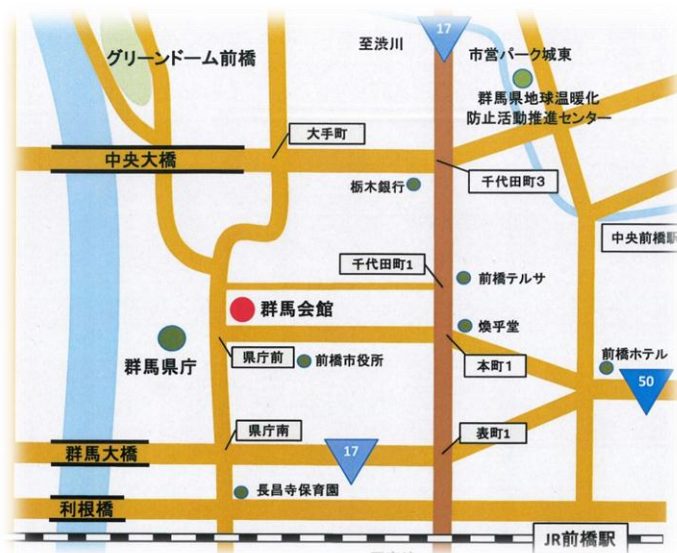 17
至渋川
市営パーク城東
グリーンドーム前橋
群馬県地球温暖化
防止活動推進センター
大手町
中央大橋
栃木銀行
千代田町3
中央前橋駅
千代田町1
前橋テルサ
群馬会館
煥乎堂
群馬県庁
県庁前
前橋市役所
本町1
前橋ホテル
50
県庁南
表町1
群馬大橋
17
長昌寺保育園
利根橋
JR前橋駅